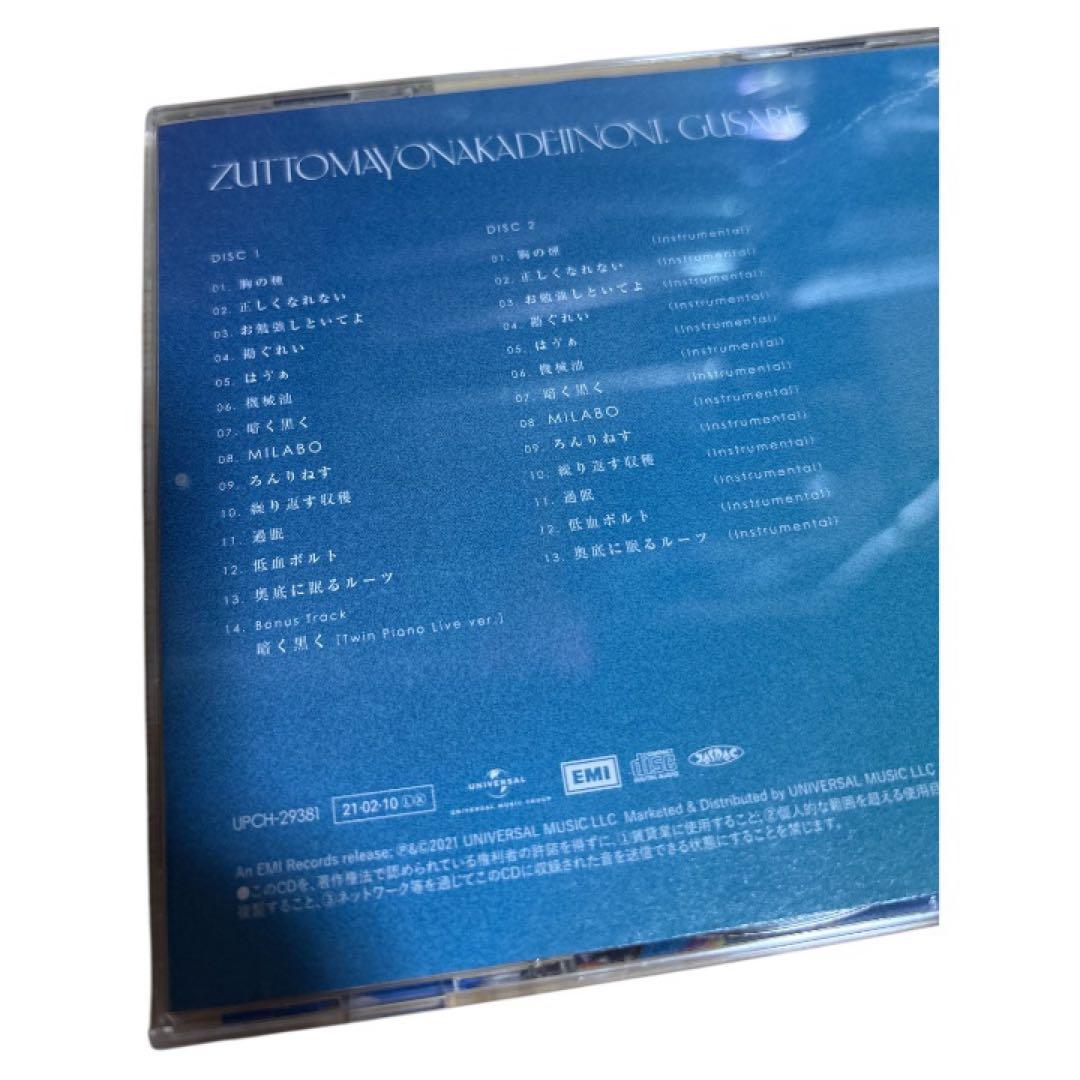 ZUTTOMAYONAKADEIINONI. GUSARE
DISC 1
01. 胸の煙
02. 正しくなれない
03. お勉強しといてよ
04. 勘ぐれい
05. はゔぁ
06. 機械油
07. 暗く黒く
08. MILABO
09. ろんりねす
10. 繰り返す収穫
11. 過眠
12. 低血ボルト
13. 奥底に眠るルーツ
14. Bonus Track
暗く黒く [Twin Piano Live ver.]
DISC 2
01. 胸の煙 (Instrumental)
02. 正しくなれない (Instrumental)
03. お勉強しといてよ (Instrumental)
04. 勘ぐれい (Instrumental)
05. はゔぁ (Instrumental)
06. 機械油 (Instrumental)
07. 暗く黒く (Instrumental)
08. MILABO (Instrumental)
09. ろんりねす (Instrumental)
10. 繰り返す収穫 (Instrumental)
11. 過眠 (Instrumental)
12. 低血ボルト (Instrumental)
13. 奥底に眠るルーツ (Instrumental)
UPCH-29381
21・02・10 Ⓛ Ⓧ
UNIVERSAL
UNIVERSAL MUSIC GROUP
EMI
COMPACT
disc
DIGITAL AUDIO
JASRAC
An EMI Records release; ℗&©2021 UNIVERSAL MUSIC LLC Marketed & Distributed by UNIVERSAL MUSIC LLC
●このCDを、著作権法で認められている権利者の許諾を得ずに、①賃貸業に使用すること、②個人的な範囲を超える使用目
複製すること、③ネットワーク等を通じてこのCDに収録された音を送信できる状態にすることを禁じます。